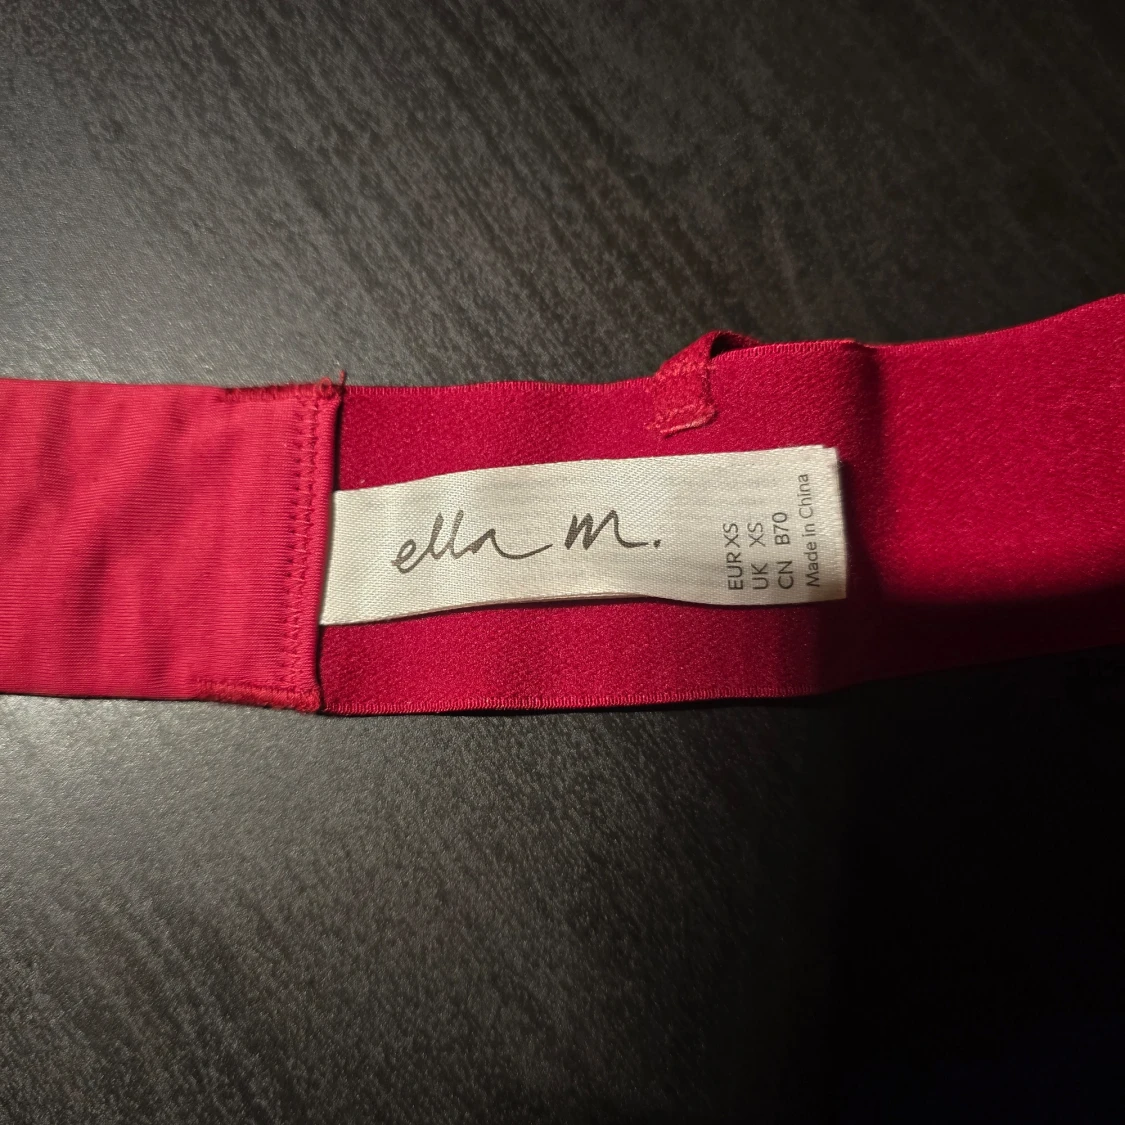 ella m.
EUR XS
UK XS
CN B70
Made in China